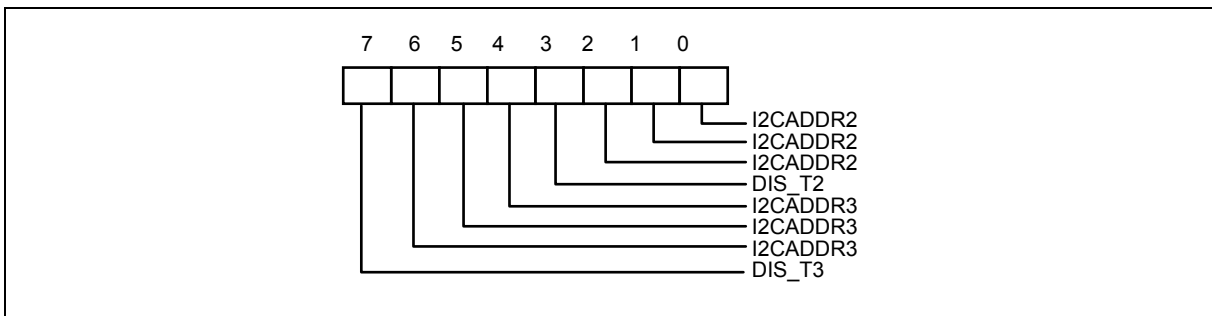 7 6 5 4 3 2 1 0
I2CADDR2
I2CADDR2
I2CADDR2
DIS_T2
I2CADDR3
I2CADDR3
I2CADDR3
DIS_T3